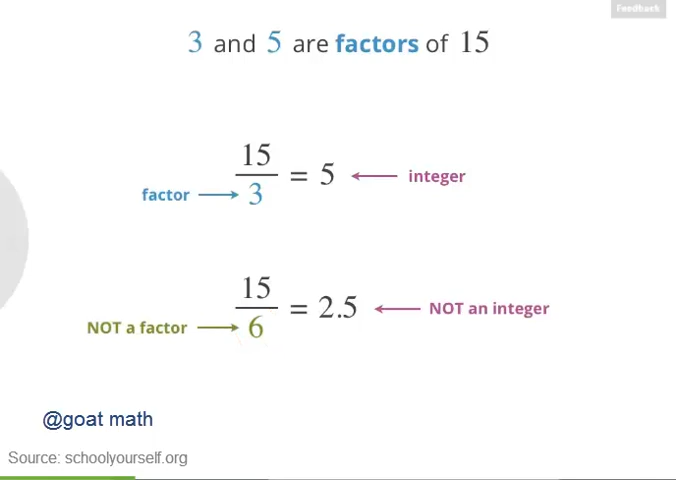 Feedback
3 and 5 are factors of 15
15
3
= 5
integer
factor
15
6
= 2.5
NOT an integer
NOT a factor
@goat math
Source: schoolyourself.org